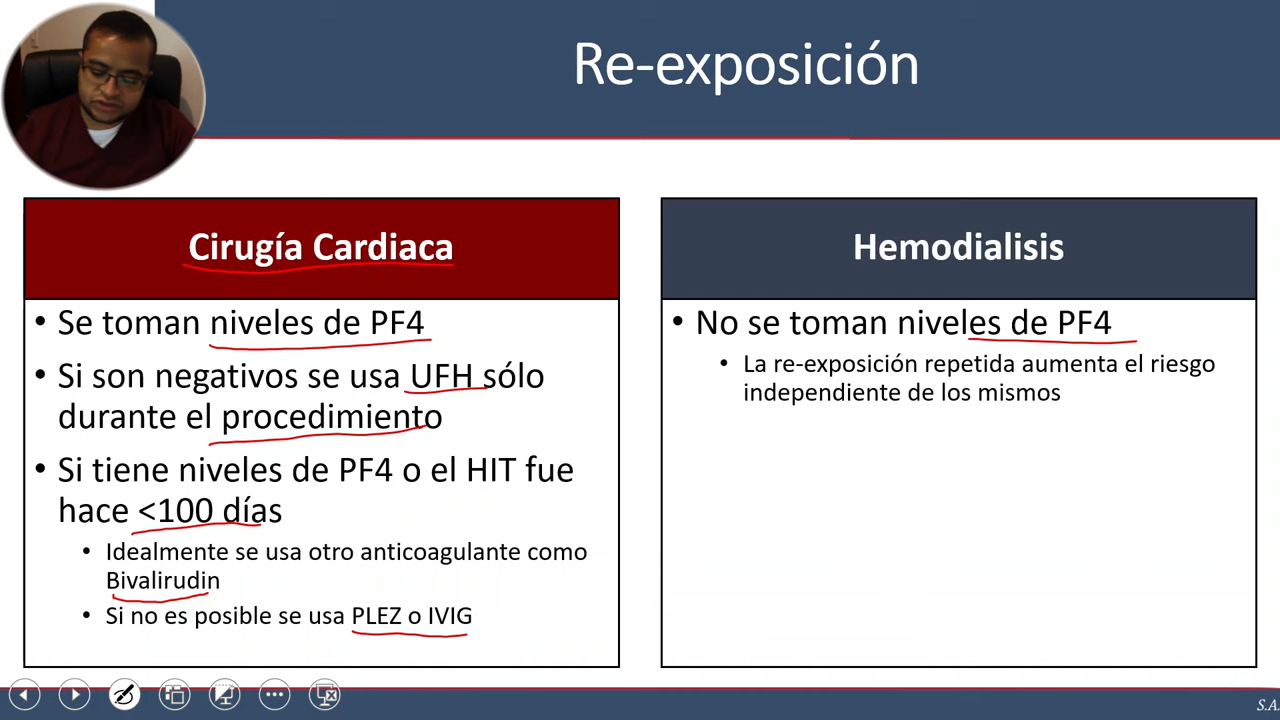 Re-exposición
Cirugía Cardiaca
• Se toman niveles de PF4
• Si son negativos se usa UFH sólo
durante el procedimiento
• Si tiene niveles de PF4 o el HIT fue
hace <100 días
• Idealmente se usa otro anticoagulante como
Bivalirudin
• Si no es posible se usa PLEZ o IVIG
Hemodialisis
• No se toman niveles de PF4
• La re-exposición repetida aumenta el riesgo
independiente de los mismos
S.A.